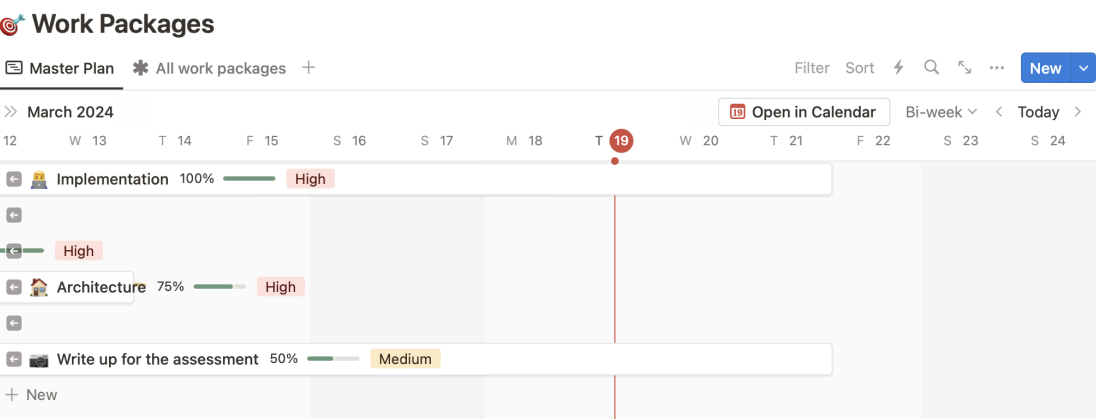 Work Packages
Master Plan All work packages
Filter Sort New
March 2024 19 Open in Calendar Bi-week Today
12 W 13 T 14 F 15 S 16 S 17 M 18 T 19 W 20 T 21 F 22 S 23 S 24
Implementation 100% High
High
Architecture 75% High
Write up for the assessment 50% Medium
New